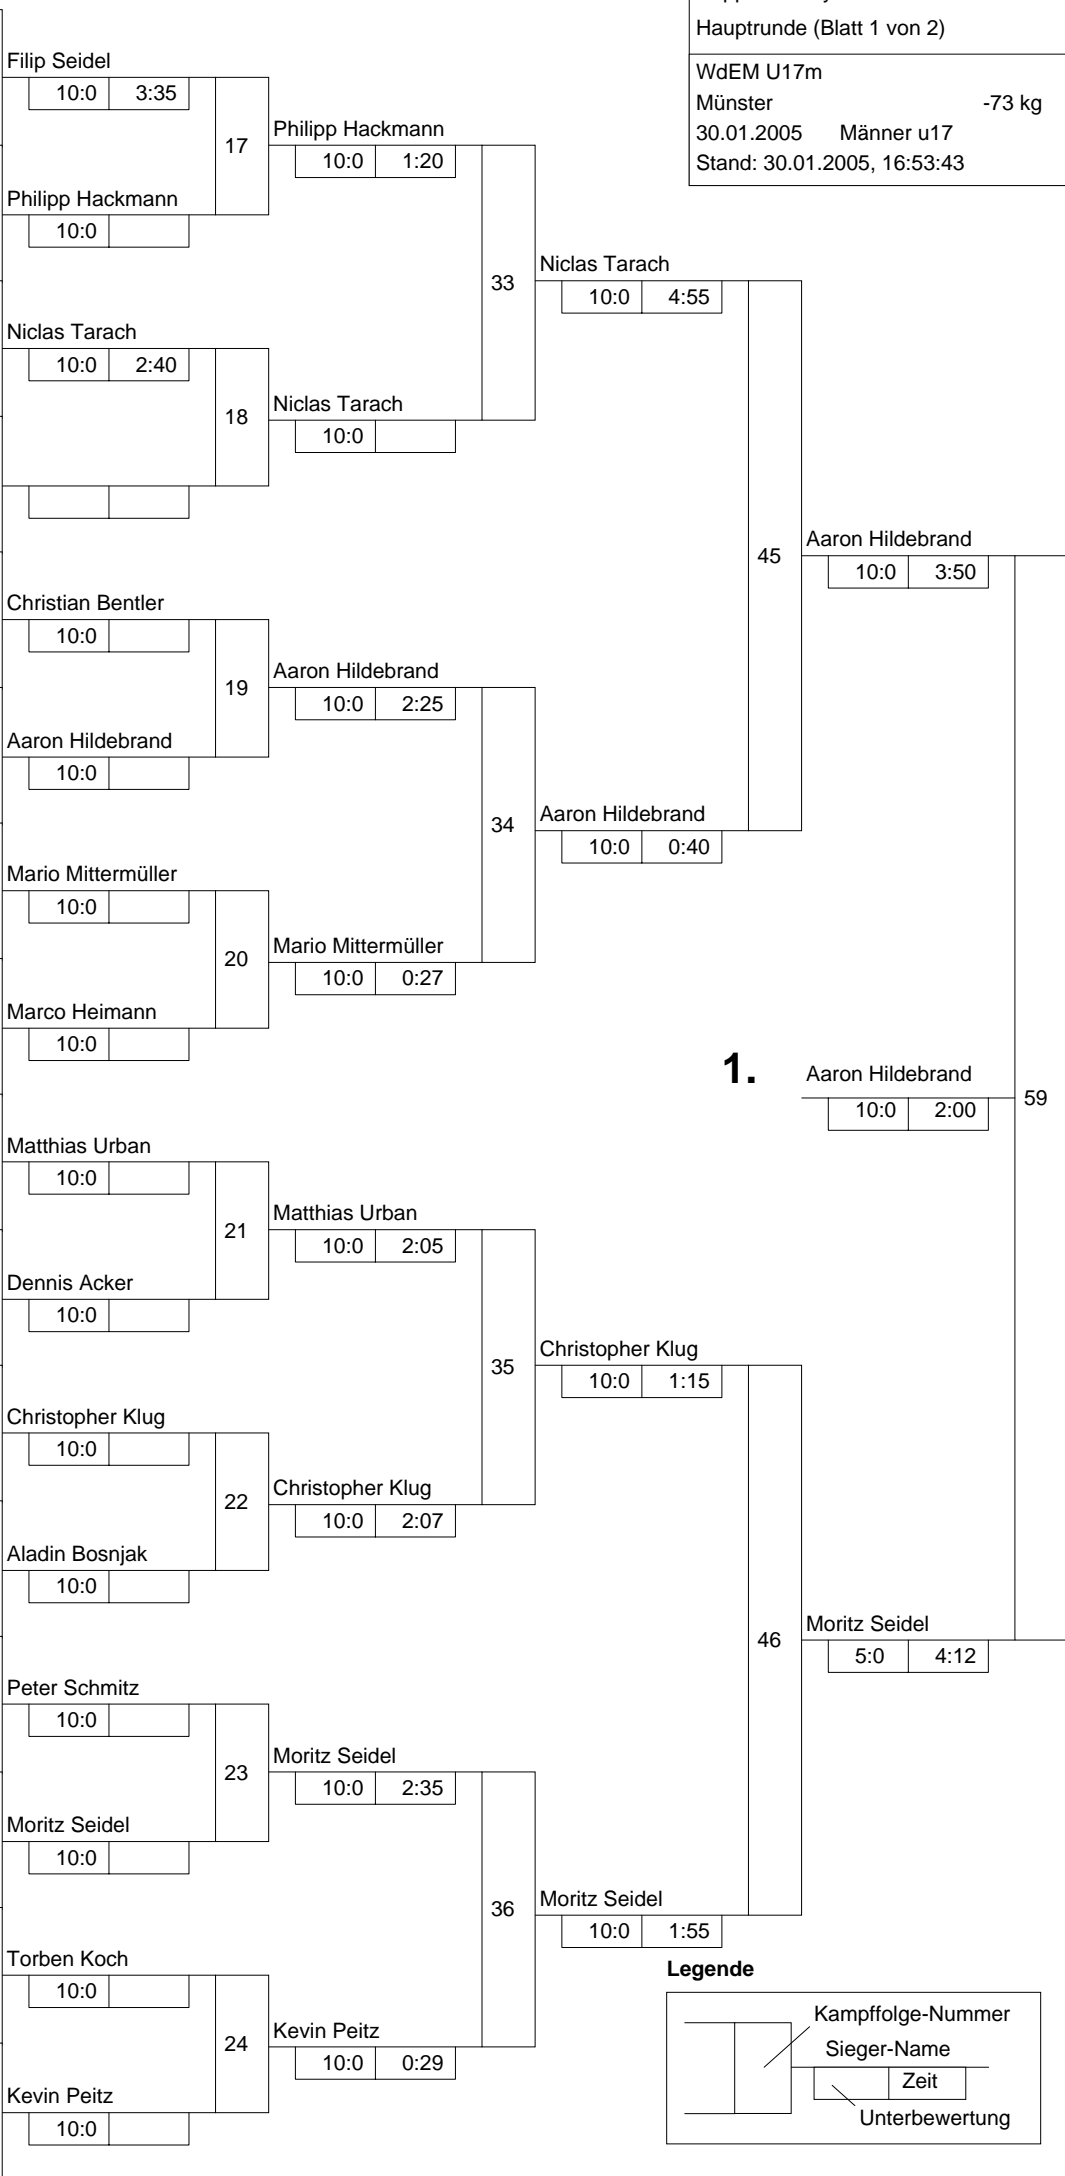 Hauptrunde (Blatt 1 von 2)
WdEM U17m
Münster -73 kg
30.01.2005 Männer u17
Stand: 30.01.2005, 16:53:43
Filip Seidel
10:0 3:35
17
Philipp Hackmann
10:0 1:20
Philipp Hackmann
10:0
33
Niclas Tarach
10:0 4:55
Niclas Tarach
10:0 2:40
18
Niclas Tarach
10:0
45
Aaron Hildebrand
10:0 3:50
Christian Bentler
10:0
19
Aaron Hildebrand
10:0 2:25
Aaron Hildebrand
10:0
34
Aaron Hildebrand
10:0 0:40
Mario Mittermüller
10:0
20
Mario Mittermüller
10:0 0:27
Marco Heimann
10:0
1.
Aaron Hildebrand
10:0 2:00
59
Matthias Urban
10:0
21
Matthias Urban
10:0 2:05
Dennis Acker
10:0
35
Christopher Klug
10:0 1:15
Christopher Klug
10:0
22
Christopher Klug
10:0 2:07
Aladin Bosnjak
10:0
46
Moritz Seidel
5:0 4:12
Peter Schmitz
10:0
23
Moritz Seidel
10:0 2:35
Moritz Seidel
10:0
36
Moritz Seidel
10:0 1:55
Torben Koch
10:0
24
Kevin Peitz
10:0 0:29
Kevin Peitz
10:0
Legende
Kampffolge-Nummer
Sieger-Name
Zeit
Unterbewertung